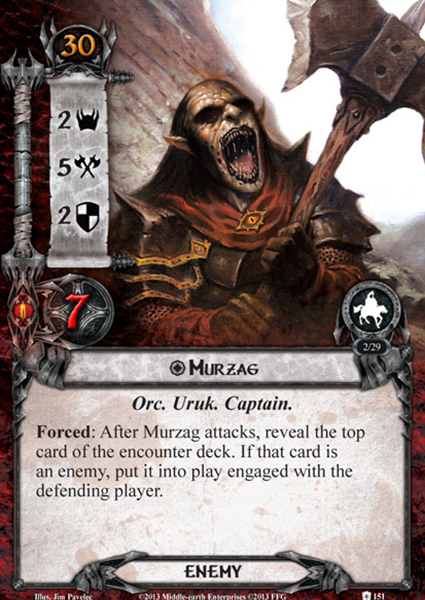 30
2
5
2
7
2/29
MURZAG
Orc. Uruk. Captain.
Forced: After Murzag attacks, reveal the top
card of the encounter deck. If that card is
an enemy, put it into play engaged with the
defending player.
ENEMY
Illus. Jim Pavelec ©2013 Middle-earth Enterprises ©2013 FFG 151